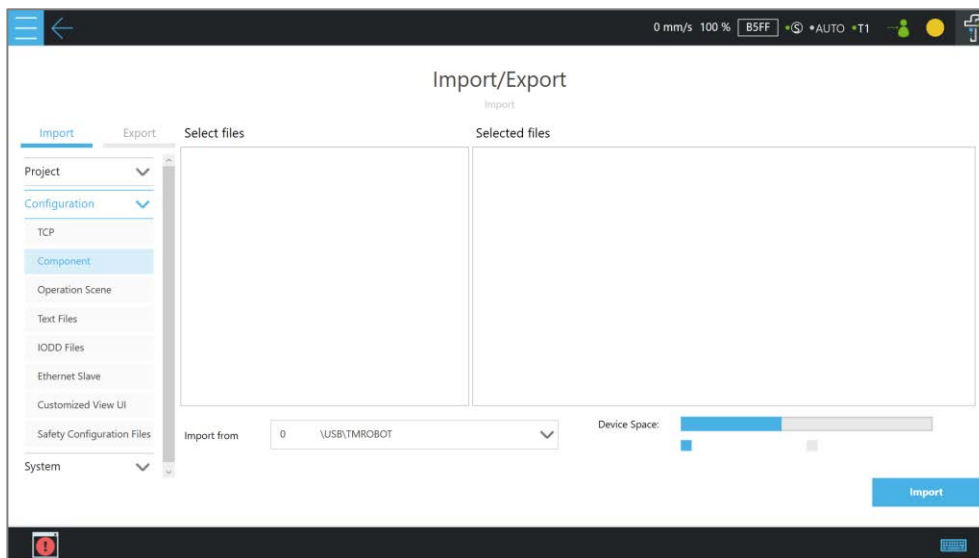 0 mm/s 100 % B5FF S AUTO T1
Import/Export
Import
Import Export Select files Selected files
Project
Configuration
TCP
Component
Operation Scene
Text Files
IODD Files
Ethernet Slave
Customized View UI
Safety Configuration Files
System
Import from 0 \USB\TMROBOT Device Space:
Import